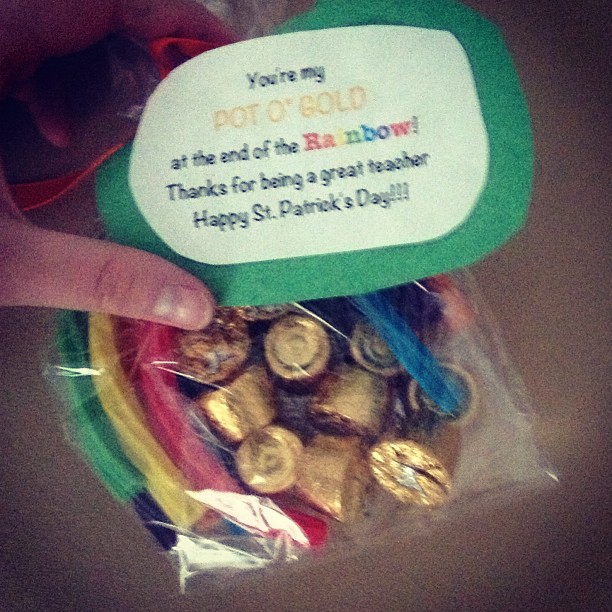 You're my
POT O' GOLD
at the end of the Rainbow!
Thanks for being a great teacher
Happy St. Patrick's Day!!!